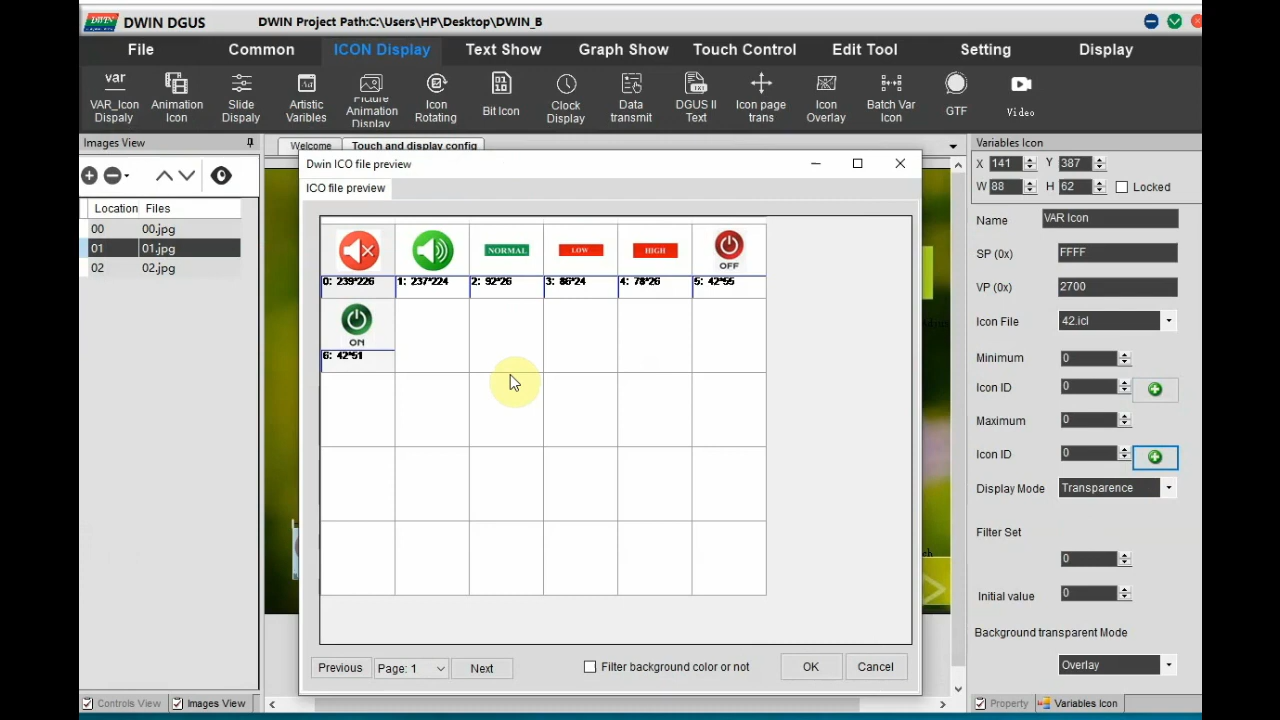 DWIN DGUS
DWIN Project Path:C:\Users\HP\Desktop\DWIN_B
File
Common
ICON Display
Text Show
Graph Show
Touch Control
Edit Tool
Setting
Display
VAR_Icon Dispaly
Animation Icon
Slide Dispaly
Artistic Varibles
Picture Animation Display
Icon Rotating
Bit Icon
Clock Display
Data transmit
DGUS II Text
Icon page trans
Icon Overlay
Batch Var Icon
GTF
Video
Images View
Welcome
Touch and display config
Variables Icon
Location Files
00 00.jpg
01 01.jpg
02 02.jpg
Dwin ICO file preview
ICO file preview
NORMAL
LOW
HIGH
OFF
0: 239*226
1: 237*224
2: 92*26
3: 86*24
4: 78*26
5: 42*55
ON
6: 42*51
Previous
Page: 1
Next
Filter background color or not
OK
Cancel
X 141 Y 387
W 88 H 62 Locked
Name VAR Icon
SP (0x) FFFF
VP (0x) 2700
Icon File 42.icl
Minimum 0
Icon ID 0
Maximum 0
Icon ID 0
Display Mode Transparence
Filter Set
0
Initial value 0
Background transparent Mode
Overlay
Controls View
Images View
Property
Variables Icon